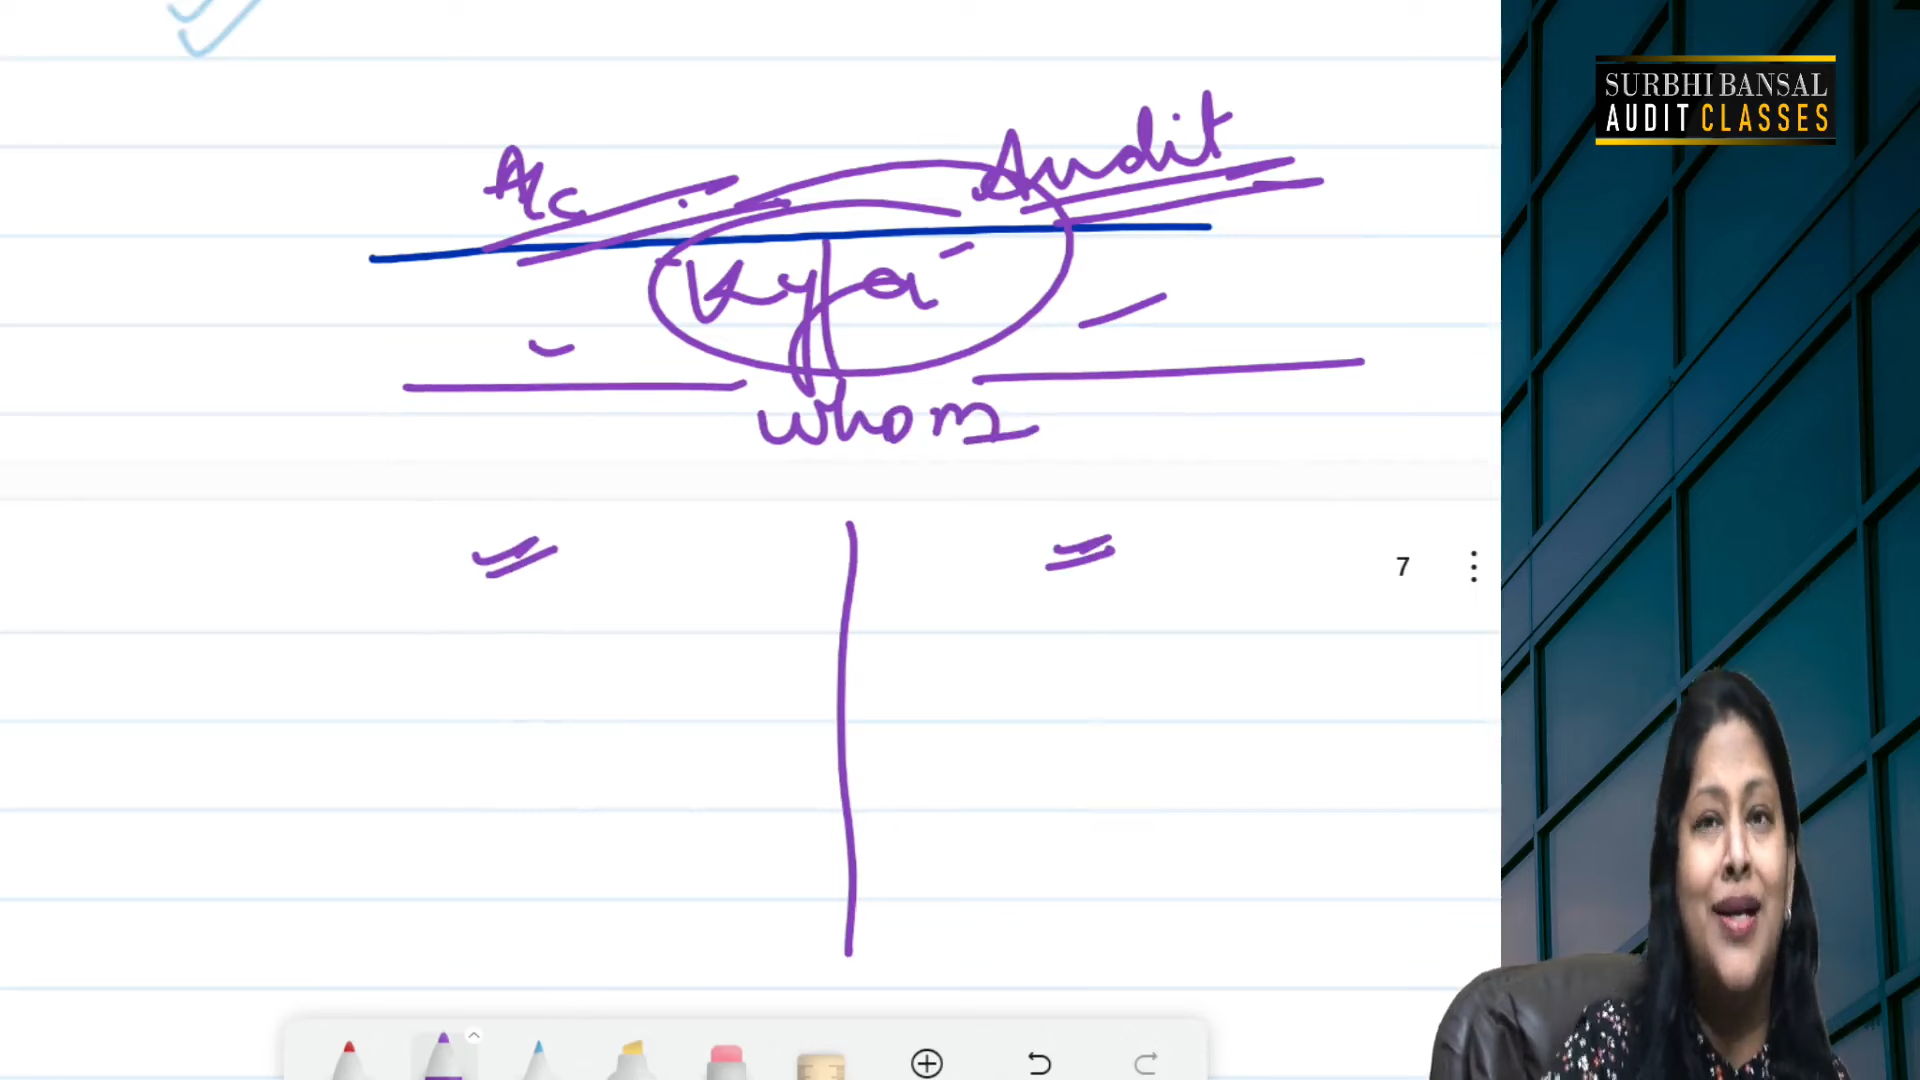 SURBHI BANSAL
AUDIT CLASSES
A/c Audit
Kya
whom
7